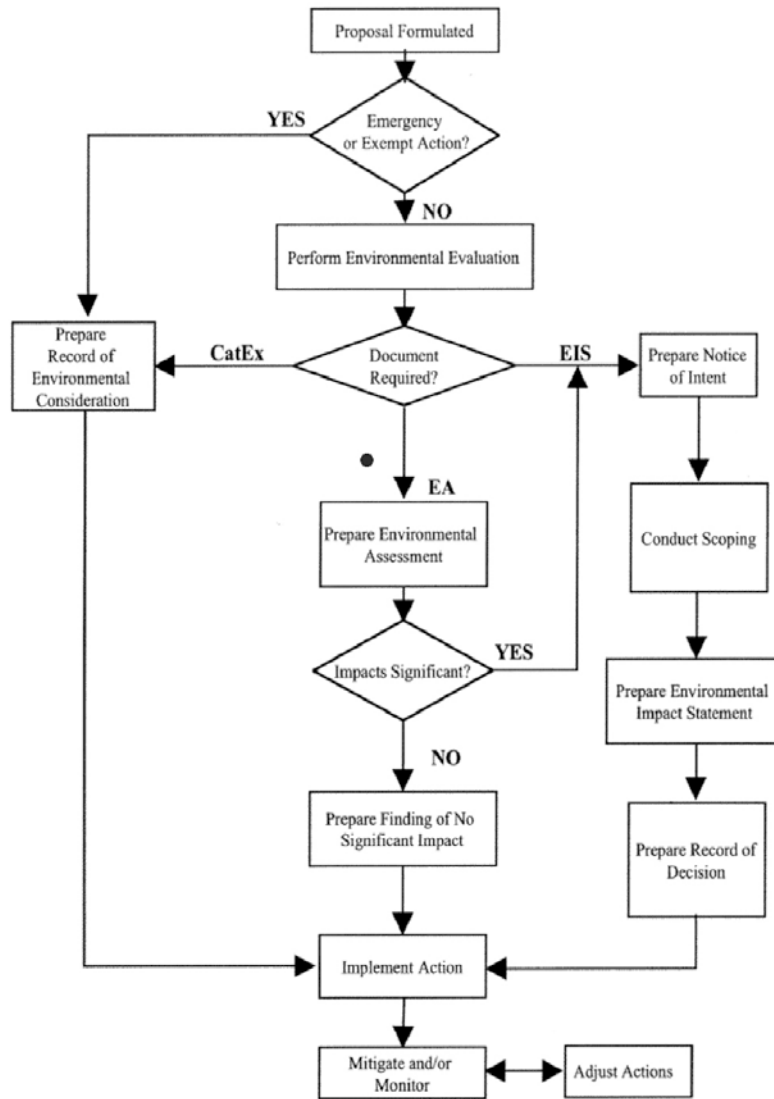 Proposal Formulated
YES
Emergency
or Exempt Action?
NO
Perform Environmental Evaluation
Prepare
Record of
Environmental
Consideration
CatEx
Document
Required?
EIS
Prepare Notice
of Intent
EA
Prepare Environmental
Assessment
Conduct Scoping
Impacts Significant?
YES
Prepare Environmental
Impact Statement
NO
Prepare Finding of No
Significant Impact
Prepare Record of
Decision
Implement Action
Mitigate and/or
Monitor
Adjust Actions